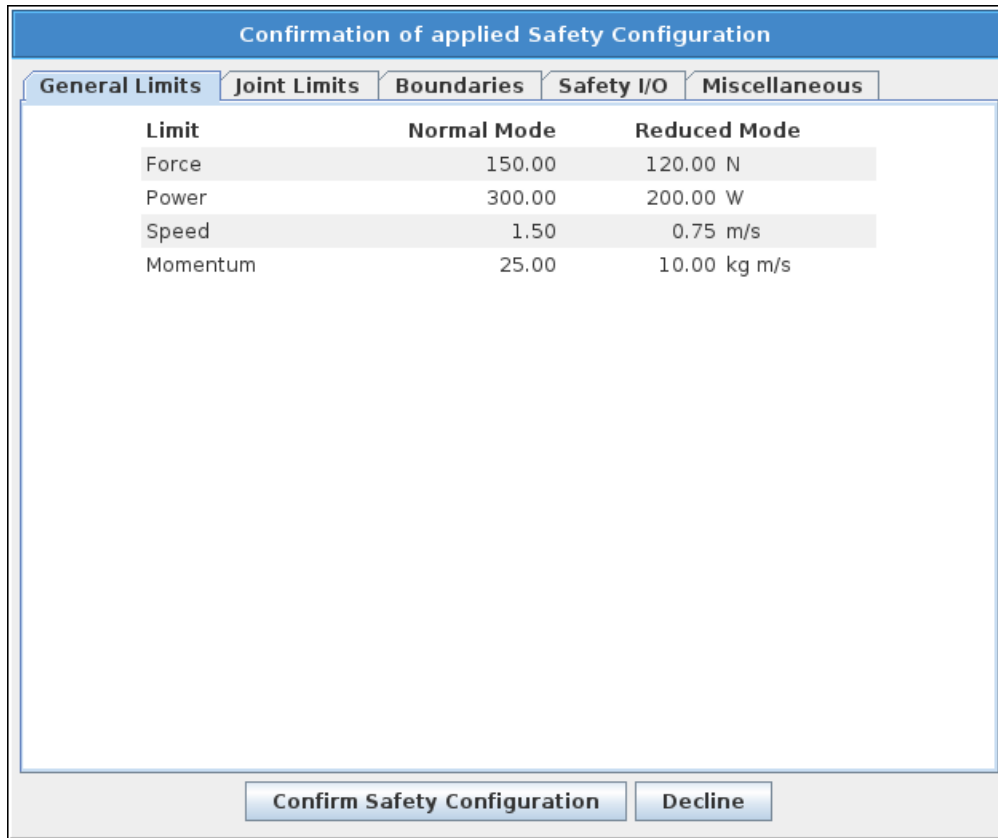 Confirmation of applied Safety Configuration
General Limits Joint Limits Boundaries Safety I/O Miscellaneous
Limit Normal Mode Reduced Mode
Force 150.00 120.00 N
Power 300.00 200.00 W
Speed 1.50 0.75 m/s
Momentum 25.00 10.00 kg m/s
Confirm Safety Configuration Decline